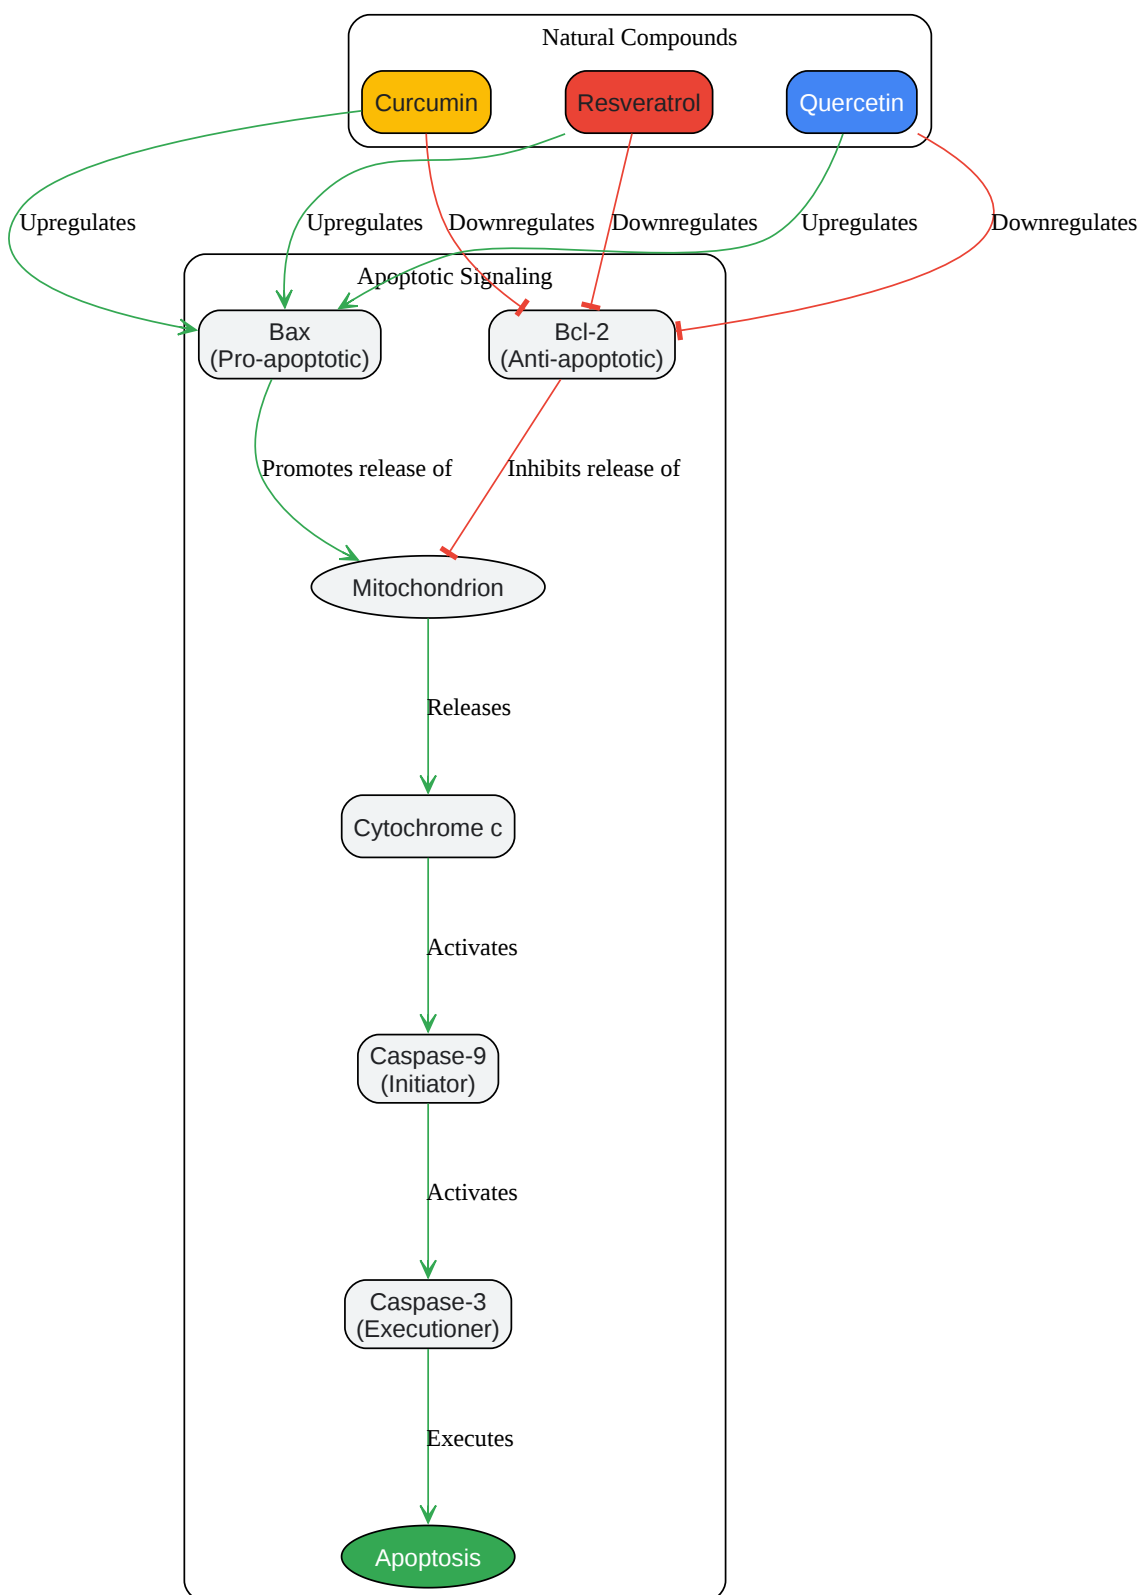 Natural Compounds
Curcumin
Resveratrol
Quercetin
Upregulates
Upregulates
Downregulates
Downregulates
Upregulates
Downregulates
Apoptotic Signaling
Bax
(Pro-apoptotic)
Bcl-2
(Anti-apoptotic)
Promotes release of
Inhibits release of
Mitochondrion
Releases
Cytochrome c
Activates
Caspase-9
(Initiator)
Activates
Caspase-3
(Executioner)
Executes
Apoptosis